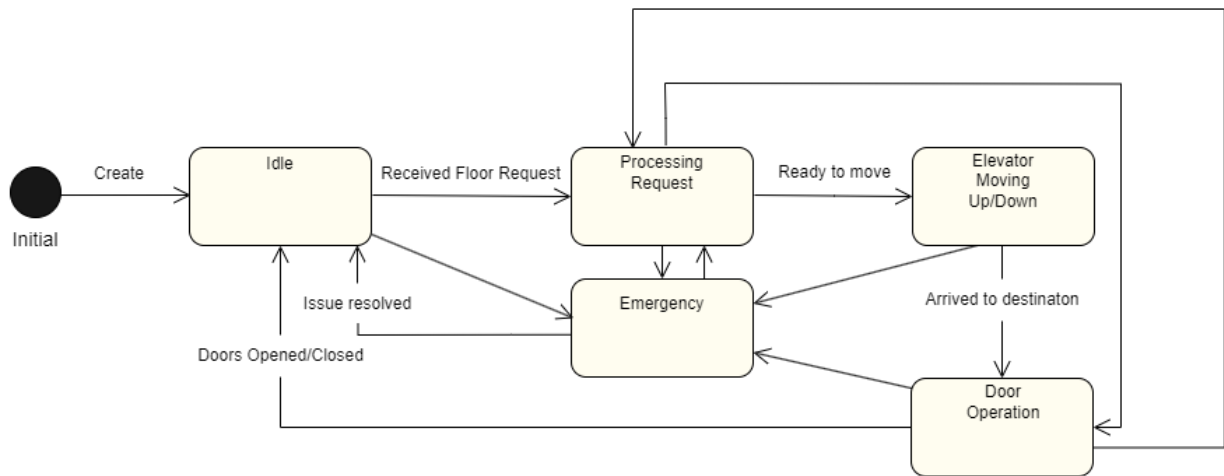 Create
Initial
Idle
Received Floor Request
Processing
Request
Ready to move
Elevator
Moving
Up/Down
Issue resolved
Emergency
Arrived to destinaton
Doors Opened/Closed
Door
Operation